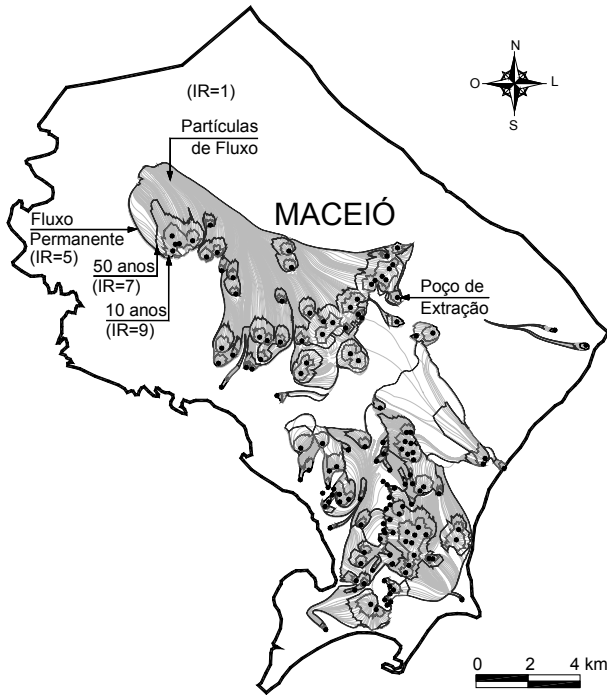 N
O
L
S
(IR=1)
Partículas
de Fluxo
MACEIÓ
Fluxo
Permanente
(IR=5)
50 anos
(IR=7)
10 anos
(IR=9)
Poço de
Extração
0 2 4 km